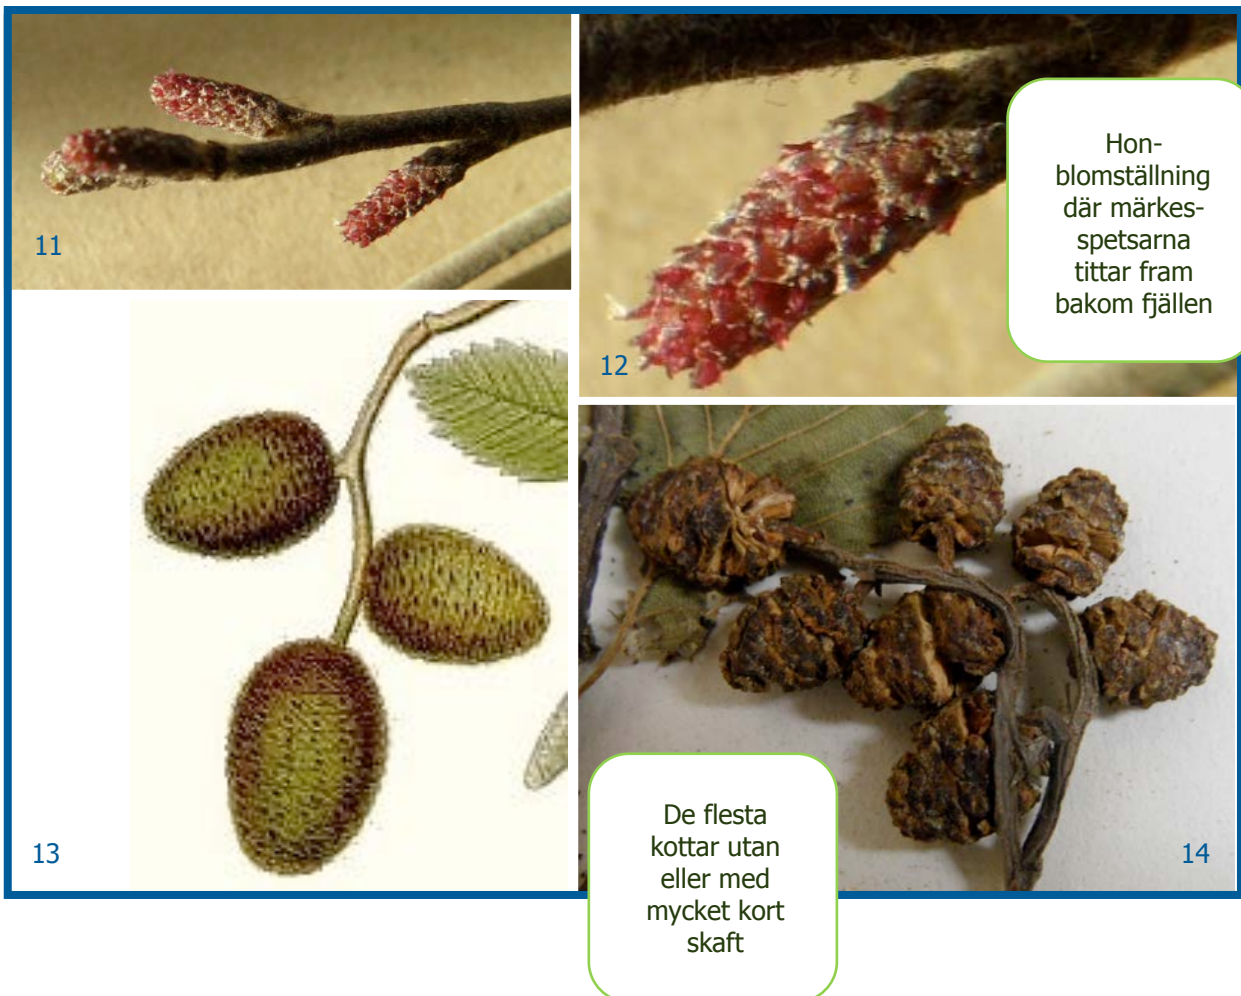 11
12
Hon-
blomställning
där märkes-
spetsarna
tittar fram
bakom fjällen
13
De flesta
kottar utan
eller med
mycket kort
skaft
14